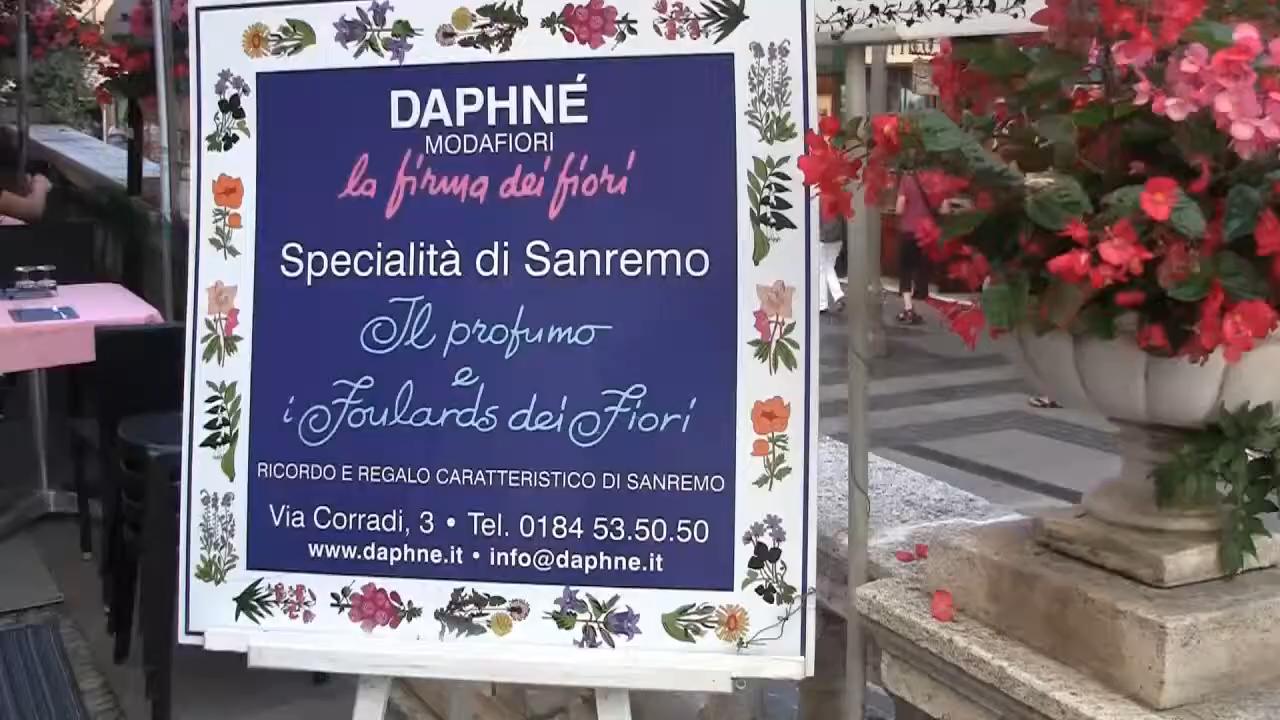 DAPHNÉ
MODAFIORI
la firma dei fiori
Specialità di Sanremo
Il profumo
e
i Foulards dei Fiori
RICORDO E REGALO CARATTERISTICO DI SANREMO
Via Corradi, 3 • Tel. 0184 53.50.50
www.daphne.it • info@daphne.it